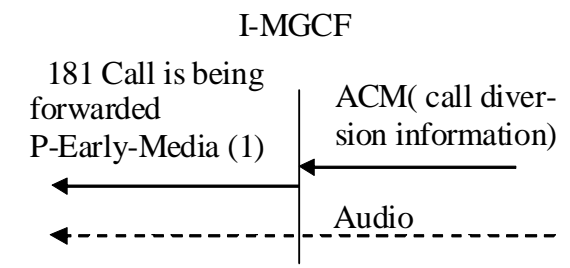 I-MGCF
181 Call is being
forwarded
P-Early-Media (1)
ACM( call diver-
sion information)
Audio